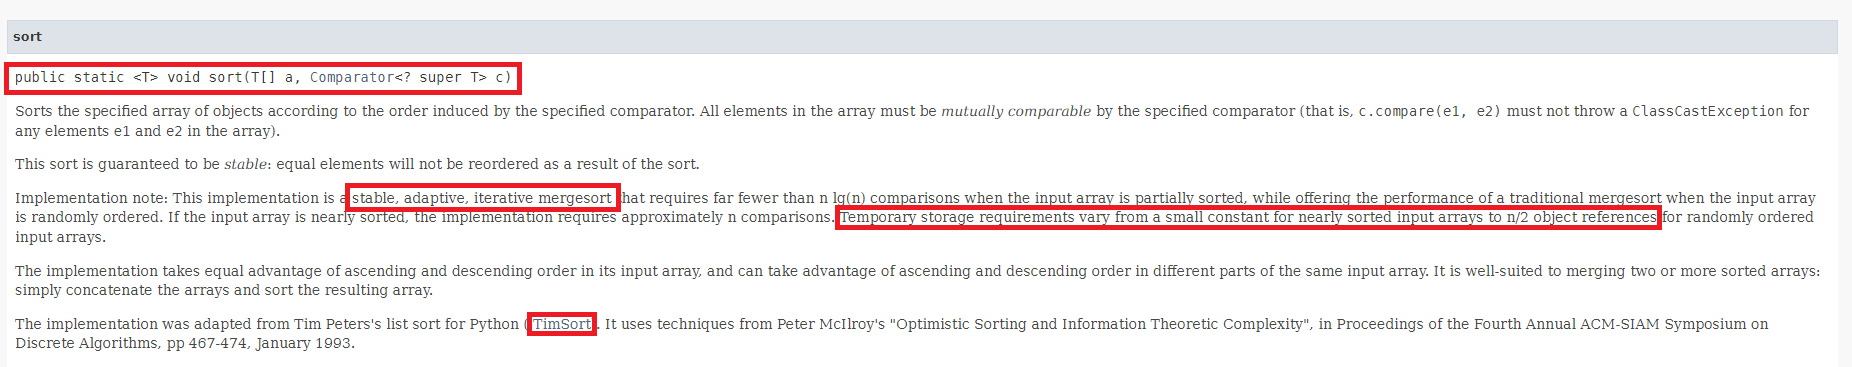 sort
public static <T> void sort(T[] a, Comparator<? super T> c)
Sorts the specified array of objects according to the order induced by the specified comparator. All elements in the array must be mutually comparable by the specified comparator (that is, c.compare(e1, e2) must not throw a ClassCastException for
any elements e1 and e2 in the array).
This sort is guaranteed to be stable: equal elements will not be reordered as a result of the sort.
Implementation note: This implementation is a stable, adaptive, iterative mergesort that requires far fewer than n lg(n) comparisons when the input array is partially sorted, while offering the performance of a traditional mergesort when the input array
is randomly ordered. If the input array is nearly sorted, the implementation requires approximately n comparisons. Temporary storage requirements vary from a small constant for nearly sorted input arrays to n/2 object references for randomly ordered
input arrays.
The implementation takes equal advantage of ascending and descending order in its input array, and can take advantage of ascending and descending order in different parts of the same input array. It is well-suited to merging two or more sorted arrays:
simply concatenate the arrays and sort the resulting array.
The implementation was adapted from Tim Peters's list sort for Python ( TimSort). It uses techniques from Peter McIlroy's "Optimistic Sorting and Information Theoretic Complexity", in Proceedings of the Fourth Annual ACM-SIAM Symposium on
Discrete Algorithms, pp 467-474, January 1993.